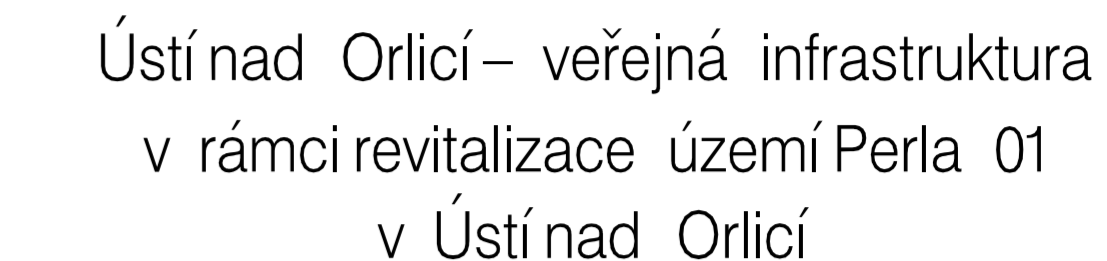 Ústí nad Orlicí – veřejná infrastruktura
v rámci revitalizace území Perla 01
v Ústí nad Orlicí